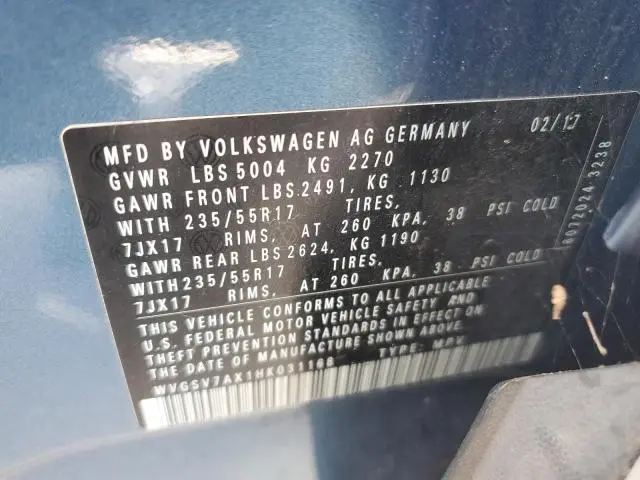 MFD BY VOLKSWAGEN AG GERMANY 02/17
GVWR LBS 5004 KG 2270
GAWR FRONT LBS.2491, KG 1130
WITH 235/55R17 TIRES,
7JX17 RIMS, AT 260 KPA, 38 PSI COLD
GAWR REAR LBS 2624, KG 1190
WITH 235/55R17 TIRES,
7JX17 RIMS, AT 260 KPA, 38 PSI COLD
THIS VEHICLE CONFORMS TO ALL APPLICABLE
U.S. FEDERAL MOTOR VEHICLE SAFETY AND
THEFT PREVENTION STANDARDS IN EFFECT ON
THE DATE OF MANUFACTURE SHOWN ABOVE.
WVGSV7AX1HK031168 TYPE: MPV
8072024 3238